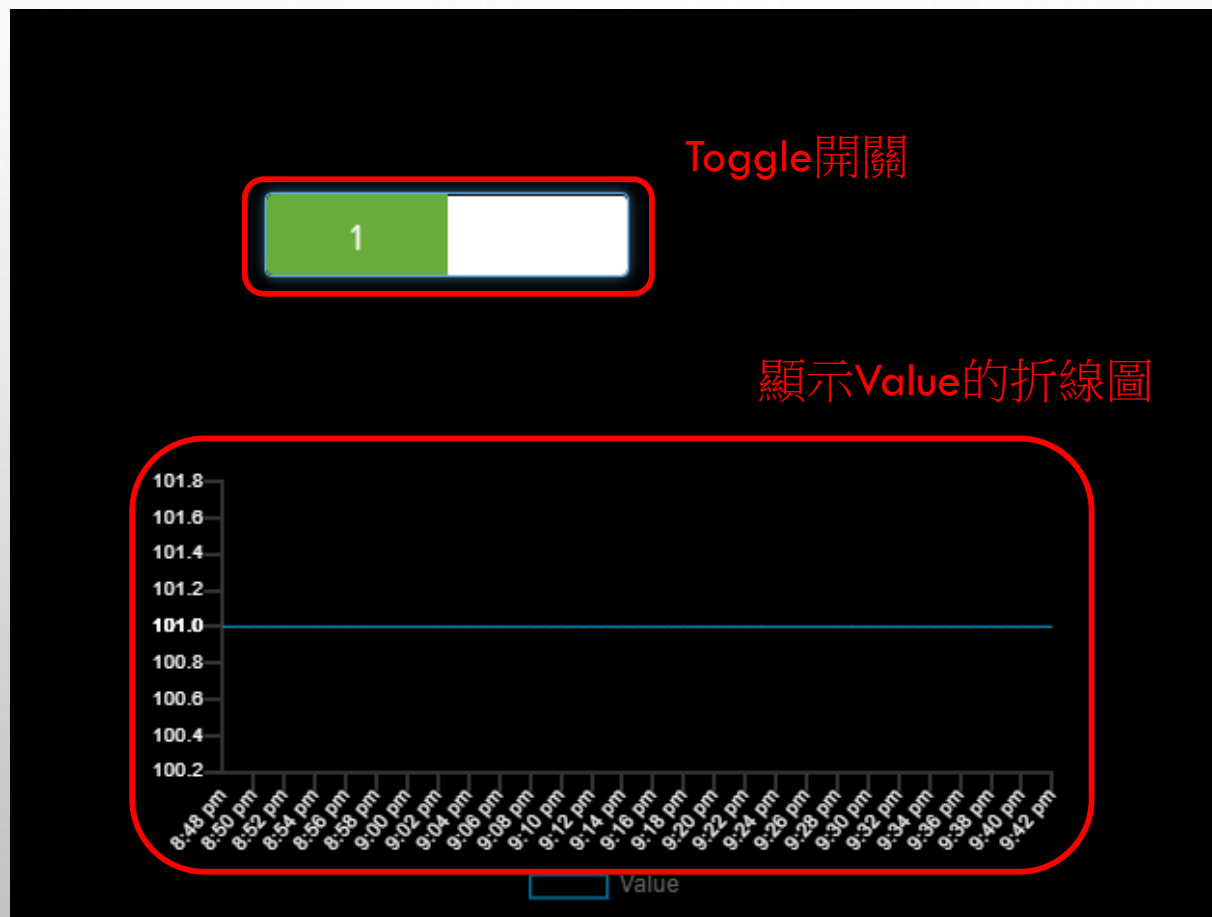 Toggle開關
1
顯示Value的折線圖
101.8
101.6
101.4
101.2
101.0
100.8
100.6
100.4
100.2
8:48 pm
8:50 pm
8:52 pm
8:54 pm
8:56 pm
8:58 pm
9:00 pm
9:02 pm
9:04 pm
9:06 pm
9:08 pm
9:10 pm
9:12 pm
9:14 pm
9:16 pm
9:18 pm
9:20 pm
9:22 pm
9:24 pm
9:26 pm
9:28 pm
9:30 pm
9:32 pm
9:34 pm
9:36 pm
9:38 pm
9:40 pm
9:42 pm
Value